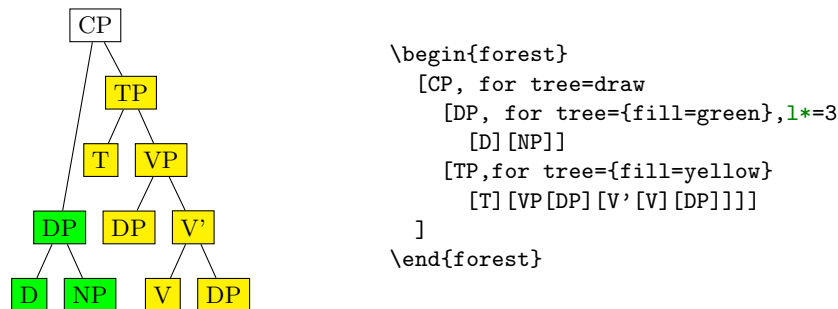 CP
TP
T VP
DP DP V'
D NP V DP
\begin{forest}
  [CP, for tree=draw
    [DP, for tree={fill=green},l*=3
      [D][NP]]
    [TP,for tree={fill=yellow}
      [T][VP[DP][V'[V][DP]]]]
  ]
\end{forest}